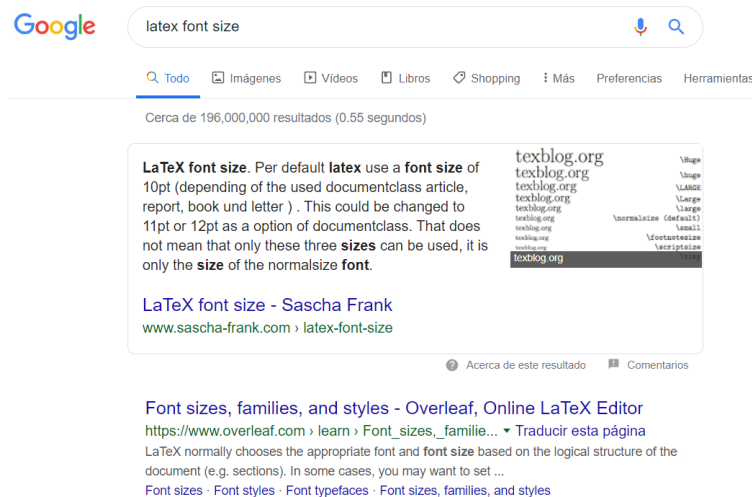 Google
latex font size
Todo Imágenes Vídeos Libros Shopping Más Preferencias Herramientas
Cerca de 196,000,000 resultados (0.55 segundos)
LaTeX font size. Per default latex use a font size of
10pt (depending of the used documentclass article,
report, book und letter ) . This could be changed to
11pt or 12pt as a option of documentclass. That does
not mean that only these three sizes can be used, it is
only the size of the normalsize font.
texblog.org \Huge
texblog.org \huge
texblog.org \LARGE
texblog.org \Large
texblog.org \large
texblog.org \normalsize (default)
texblog.org \small
texblog.org \footnotesize
texblog.org \scriptsize
texblog.org
LaTeX font size - Sascha Frank
www.sascha-frank.com › latex-font-size
Acerca de este resultado Comentarios
Font sizes, families, and styles - Overleaf, Online LaTeX Editor
https://www.overleaf.com › learn › Font_sizes,_familie... Traducir esta página
LaTeX normally chooses the appropriate font and font size based on the logical structure of the
document (e.g. sections). In some cases, you may want to set ...
Font sizes · Font styles · Font typefaces · Font sizes, families, and styles